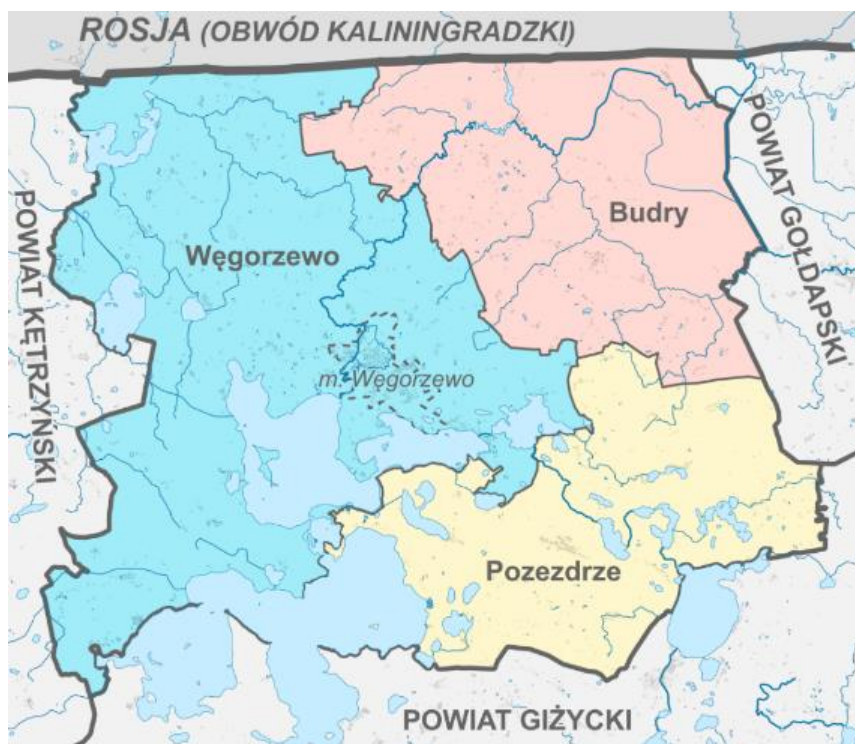 ROSJA (OBWÓD KALININGRADZKI)
POWIAT GOŁDAPSKI
POWIAT KĘTRZYŃSKI
Budry
Węgorzewo
m. Węgorzewo
Pozezdrze
POWIAT GIŻYCKI